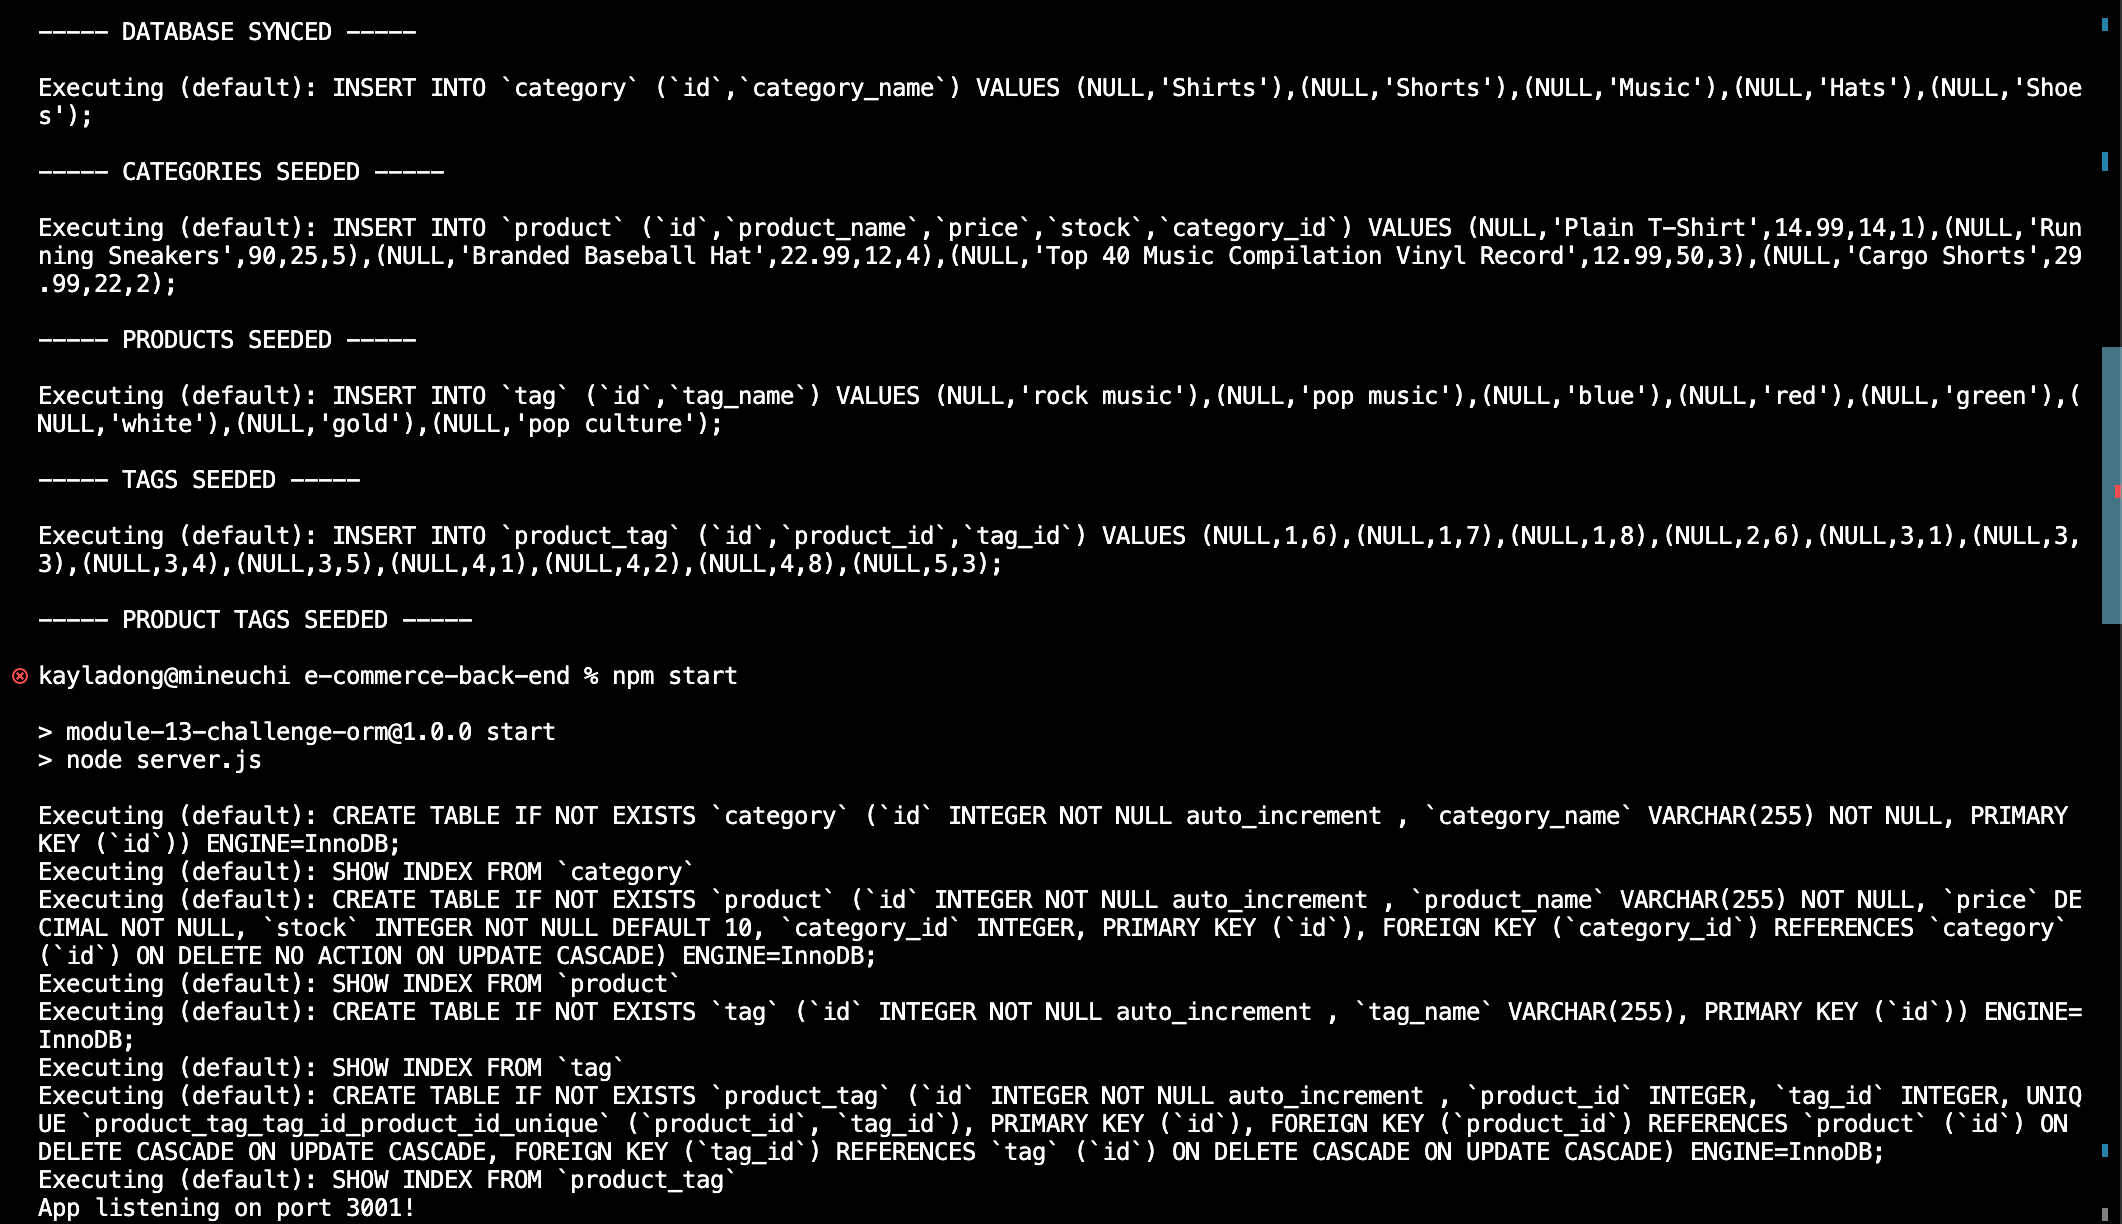 ----- DATABASE SYNCED -----
Executing (default): INSERT INTO `category` (`id`,`category_name`) VALUES (NULL,'Shirts'),(NULL,'Shorts'),(NULL,'Music'),(NULL,'Hats'),(NULL,'Shoe
s');
----- CATEGORIES SEEDED -----
Executing (default): INSERT INTO `product` (`id`,`product_name`,`price`,`stock`,`category_id`) VALUES (NULL,'Plain T-Shirt',14.99,14,1),(NULL,'Run
ning Sneakers',90,25,5),(NULL,'Branded Baseball Hat',22.99,12,4),(NULL,'Top 40 Music Compilation Vinyl Record',12.99,50,3),(NULL,'Cargo Shorts',29
.99,22,2);
----- PRODUCTS SEEDED -----
Executing (default): INSERT INTO `tag` (`id`,`tag_name`) VALUES (NULL,'rock music'),(NULL,'pop music'),(NULL,'blue'),(NULL,'red'),(NULL,'green'),(
NULL,'white'),(NULL,'gold'),(NULL,'pop culture');
----- TAGS SEEDED -----
Executing (default): INSERT INTO `product_tag` (`id`,`product_id`,`tag_id`) VALUES (NULL,1,6),(NULL,1,7),(NULL,1,8),(NULL,2,6),(NULL,3,1),(NULL,3,
3),(NULL,3,4),(NULL,3,5),(NULL,4,1),(NULL,4,2),(NULL,4,8),(NULL,5,3);
----- PRODUCT TAGS SEEDED -----
kayladong@mineuchi e-commerce-back-end % npm start
> module-13-challenge-orm@1.0.0 start
> node server.js
Executing (default): CREATE TABLE IF NOT EXISTS `category` (`id` INTEGER NOT NULL auto_increment , `category_name` VARCHAR(255) NOT NULL, PRIMARY
KEY (`id`)) ENGINE=InnoDB;
Executing (default): SHOW INDEX FROM `category`
Executing (default): CREATE TABLE IF NOT EXISTS `product` (`id` INTEGER NOT NULL auto_increment , `product_name` VARCHAR(255) NOT NULL, `price` DE
CIMAL NOT NULL, `stock` INTEGER NOT NULL DEFAULT 10, `category_id` INTEGER, PRIMARY KEY (`id`), FOREIGN KEY (`category_id`) REFERENCES `category`
(`id`) ON DELETE NO ACTION ON UPDATE CASCADE) ENGINE=InnoDB;
Executing (default): SHOW INDEX FROM `product`
Executing (default): CREATE TABLE IF NOT EXISTS `tag` (`id` INTEGER NOT NULL auto_increment , `tag_name` VARCHAR(255), PRIMARY KEY (`id`)) ENGINE=
InnoDB;
Executing (default): SHOW INDEX FROM `tag`
Executing (default): CREATE TABLE IF NOT EXISTS `product_tag` (`id` INTEGER NOT NULL auto_increment , `product_id` INTEGER, `tag_id` INTEGER, UNIQ
UE `product_tag_tag_id_product_id_unique` (`product_id`, `tag_id`), PRIMARY KEY (`id`), FOREIGN KEY (`product_id`) REFERENCES `product` (`id`) ON
DELETE CASCADE ON UPDATE CASCADE, FOREIGN KEY (`tag_id`) REFERENCES `tag` (`id`) ON DELETE CASCADE ON UPDATE CASCADE) ENGINE=InnoDB;
Executing (default): SHOW INDEX FROM `product_tag`
App listening on port 3001!